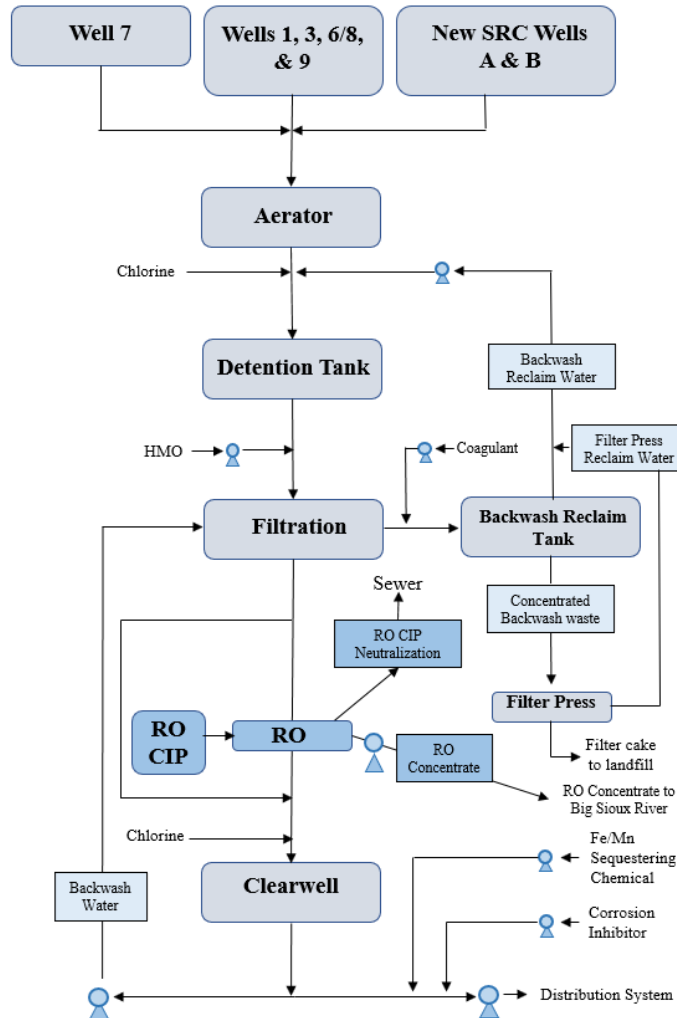 Well 7
Wells 1, 3, 6/8,
& 9
New SRC Wells
A & B
Aerator
Chlorine
Detention Tank
Backwash
Reclaim Water
HMO
Coagulant
Filter Press
Reclaim Water
Filtration
Backwash Reclaim
Tank
Sewer
Concentrated
Backwash waste
RO CIP
Neutralization
Filter Press
RO
CIP
RO
RO
Concentrate
Filter cake
to landfill
RO Concentrate to
Big Sioux River
Chlorine
Fe/Mn
Sequestering
Chemical
Clearwell
Backwash
Water
Corrosion
Inhibitor
Distribution System